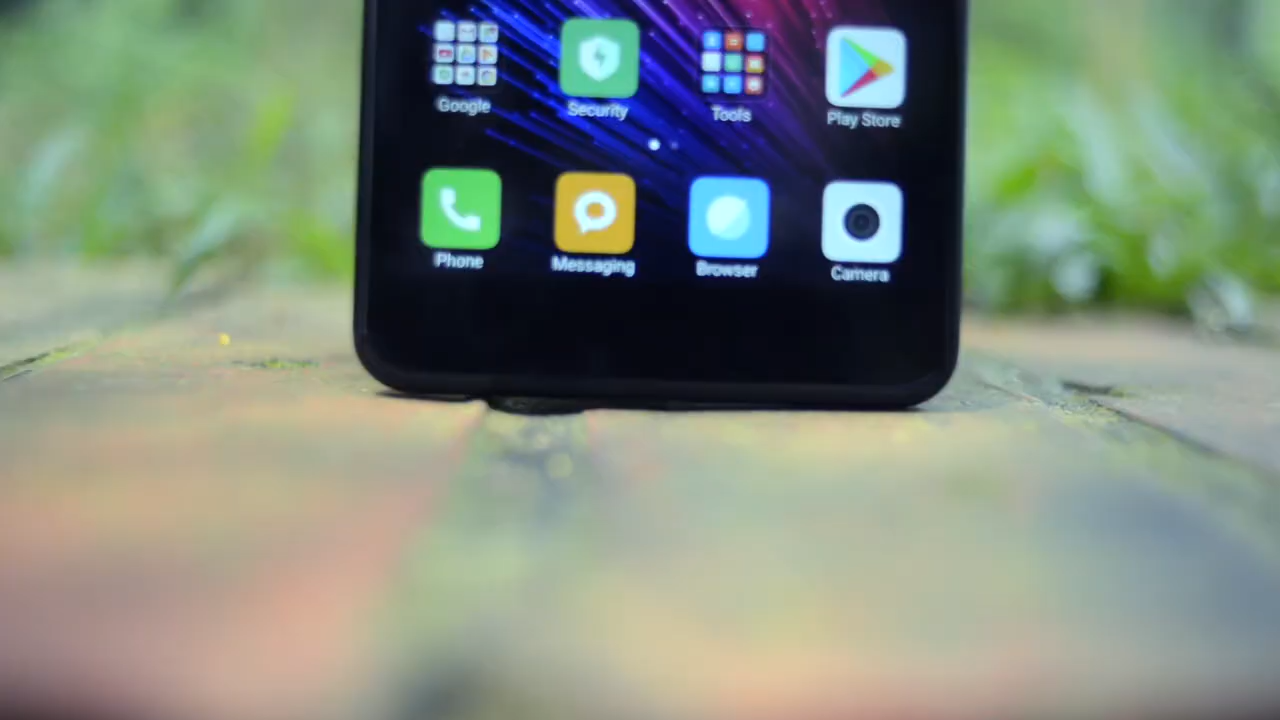 Google
Security
Tools
Play Store
Phone
Messaging
Browser
Camera